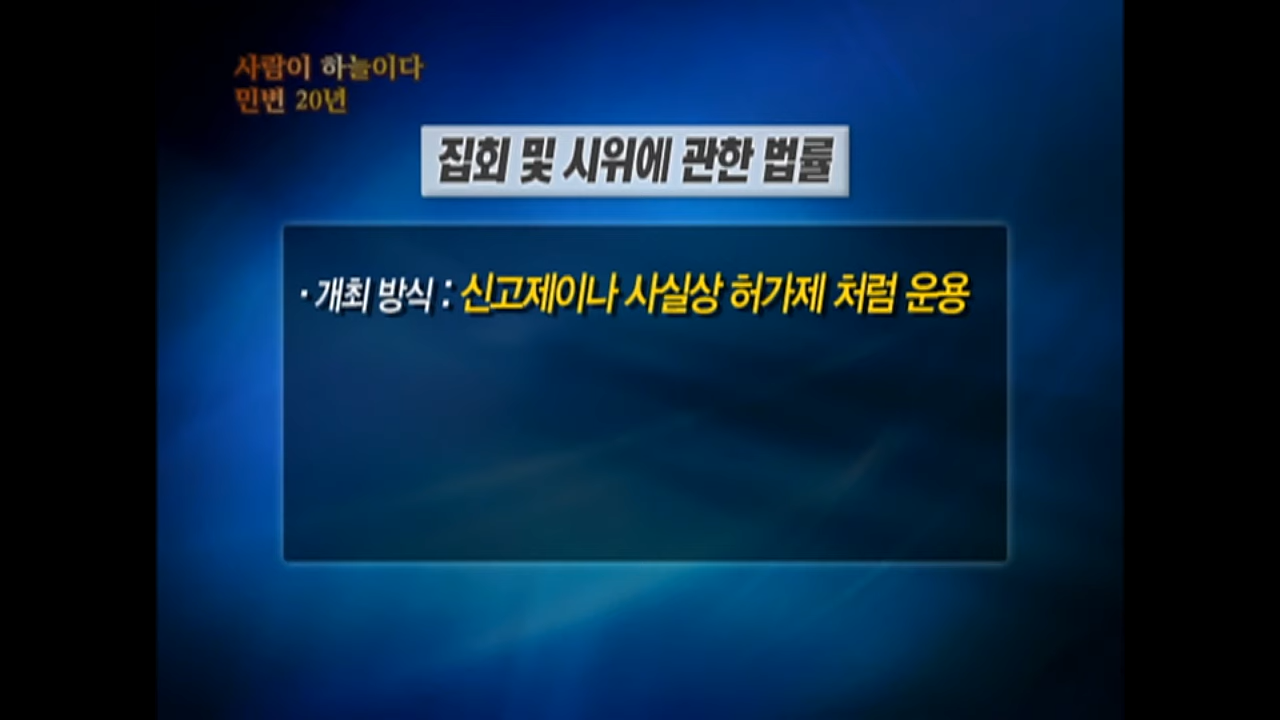 사람이 하늘이다
민변 20년
집회 및 시위에 관한 법률
· 개최 방식 : 신고제이나 사실상 허가제 처럼 운용